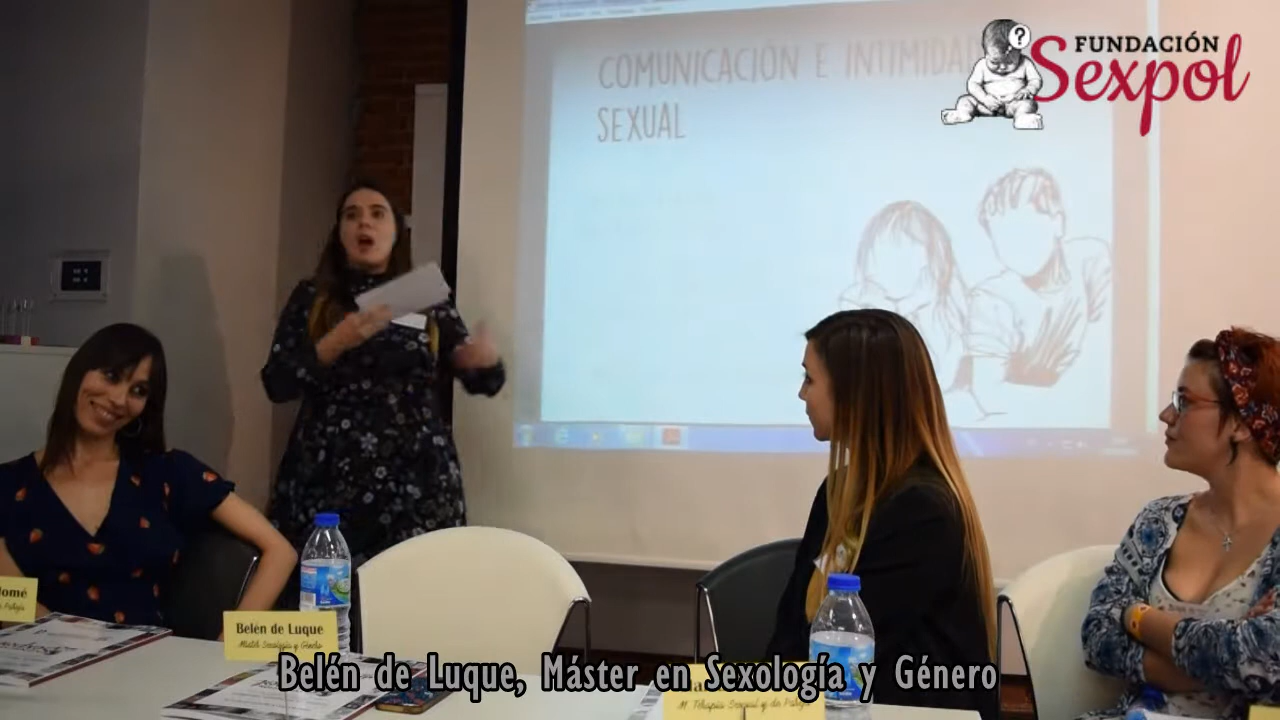 COMUNICACIÓN E INTIMIDAD
SEXUAL
FUNDACIÓN
Sexpol
?
Belén de Luque
Belén de Luque, Máster en Sexología y Género